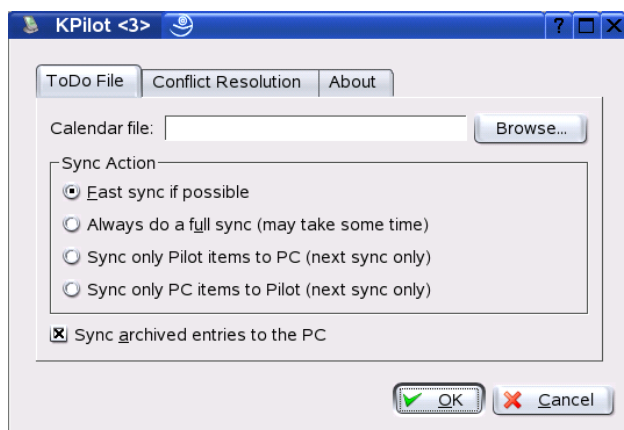 KPilot <3>
ToDo File Conflict Resolution About
Calendar file: Browse...
Sync Action
Fast sync if possible
Always do a full sync (may take some time)
Sync only Pilot items to PC (next sync only)
Sync only PC items to Pilot (next sync only)
Sync archived entries to the PC
OK Cancel